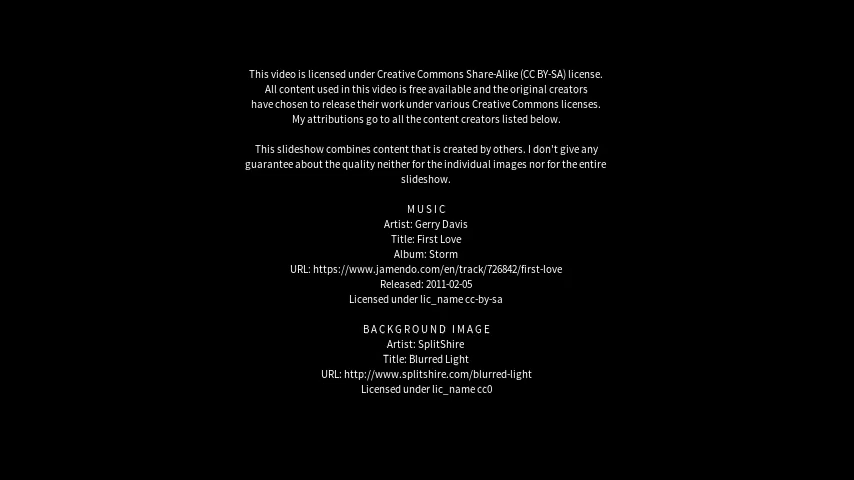 This video is licensed under Creative Commons Share-Alike (CC BY-SA) license.
All content used in this video is free available and the original creators
have chosen to release their work under various Creative Commons licenses.
My attributions go to all the content creators listed below.
This slideshow combines content that is created by others. I don't give any
guarantee about the quality neither for the individual images nor for the entire
slideshow.
MUSIC
Artist: Gerry Davis
Title: First Love
Album: Storm
URL: https://www.jamendo.com/en/track/726842/first-love
Released: 2011-02-05
Licensed under lic_name cc-by-sa
BACKGROUND IMAGE
Artist: SplitShire
Title: Blurred Light
URL: http://www.splitshire.com/blurred-light
Licensed under lic_name cc0